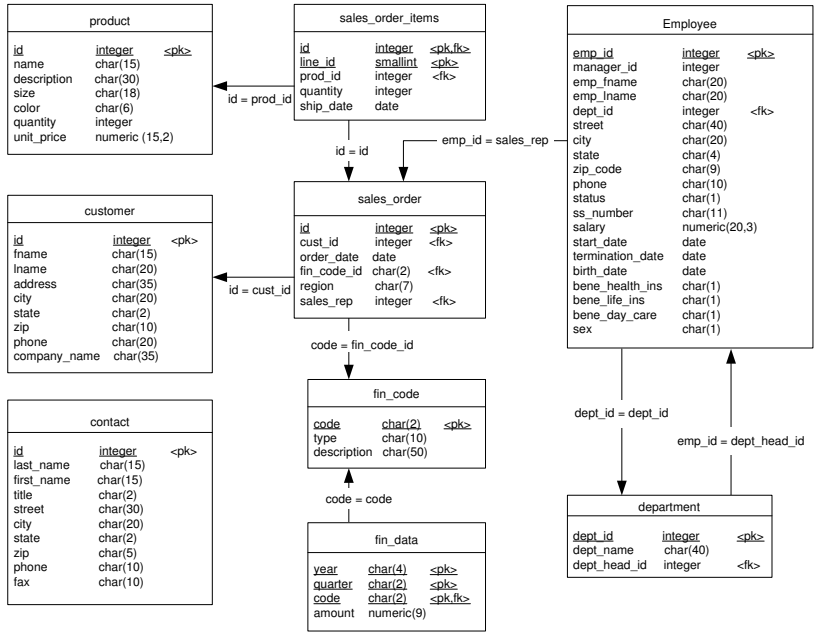 product
id integer <pk>
name char(15)
description char(30)
size char(18)
color char(6)
quantity integer
unit_price numeric (15,2)
sales_order_items
id integer <pk,fk>
line_id smallint <pk>
prod_id integer <fk>
quantity integer
ship_date date
id = prod_id
id = id
Employee
emp_id integer <pk>
manager_id integer
emp_fname char(20)
emp_lname char(20)
dept_id integer <fk>
street char(40)
city char(20)
state char(4)
zip_code char(9)
phone char(10)
status char(1)
ss_number char(11)
salary numeric(20,3)
start_date date
termination_date date
birth_date date
bene_health_ins char(1)
bene_life_ins char(1)
bene_day_care char(1)
sex char(1)
emp_id = sales_rep
customer
id integer <pk>
fname char(15)
lname char(20)
address char(35)
city char(20)
state char(2)
zip char(10)
phone char(20)
company_name char(35)
sales_order
id integer <pk>
cust_id integer <fk>
order_date date
fin_code_id char(2) <fk>
region char(7)
sales_rep integer <fk>
id = cust_id
code = fin_code_id
contact
id integer <pk>
last_name char(15)
first_name char(15)
title char(2)
street char(30)
city char(20)
state char(2)
zip char(5)
phone char(10)
fax char(10)
fin_code
code char(2) <pk>
type char(10)
description char(50)
code = code
fin_data
year char(4) <pk>
quarter char(2) <pk>
code char(2) <pk,fk>
amount numeric(9)
dept_id = dept_id
emp_id = dept_head_id
department
dept_id integer <pk>
dept_name char(40)
dept_head_id integer <fk>